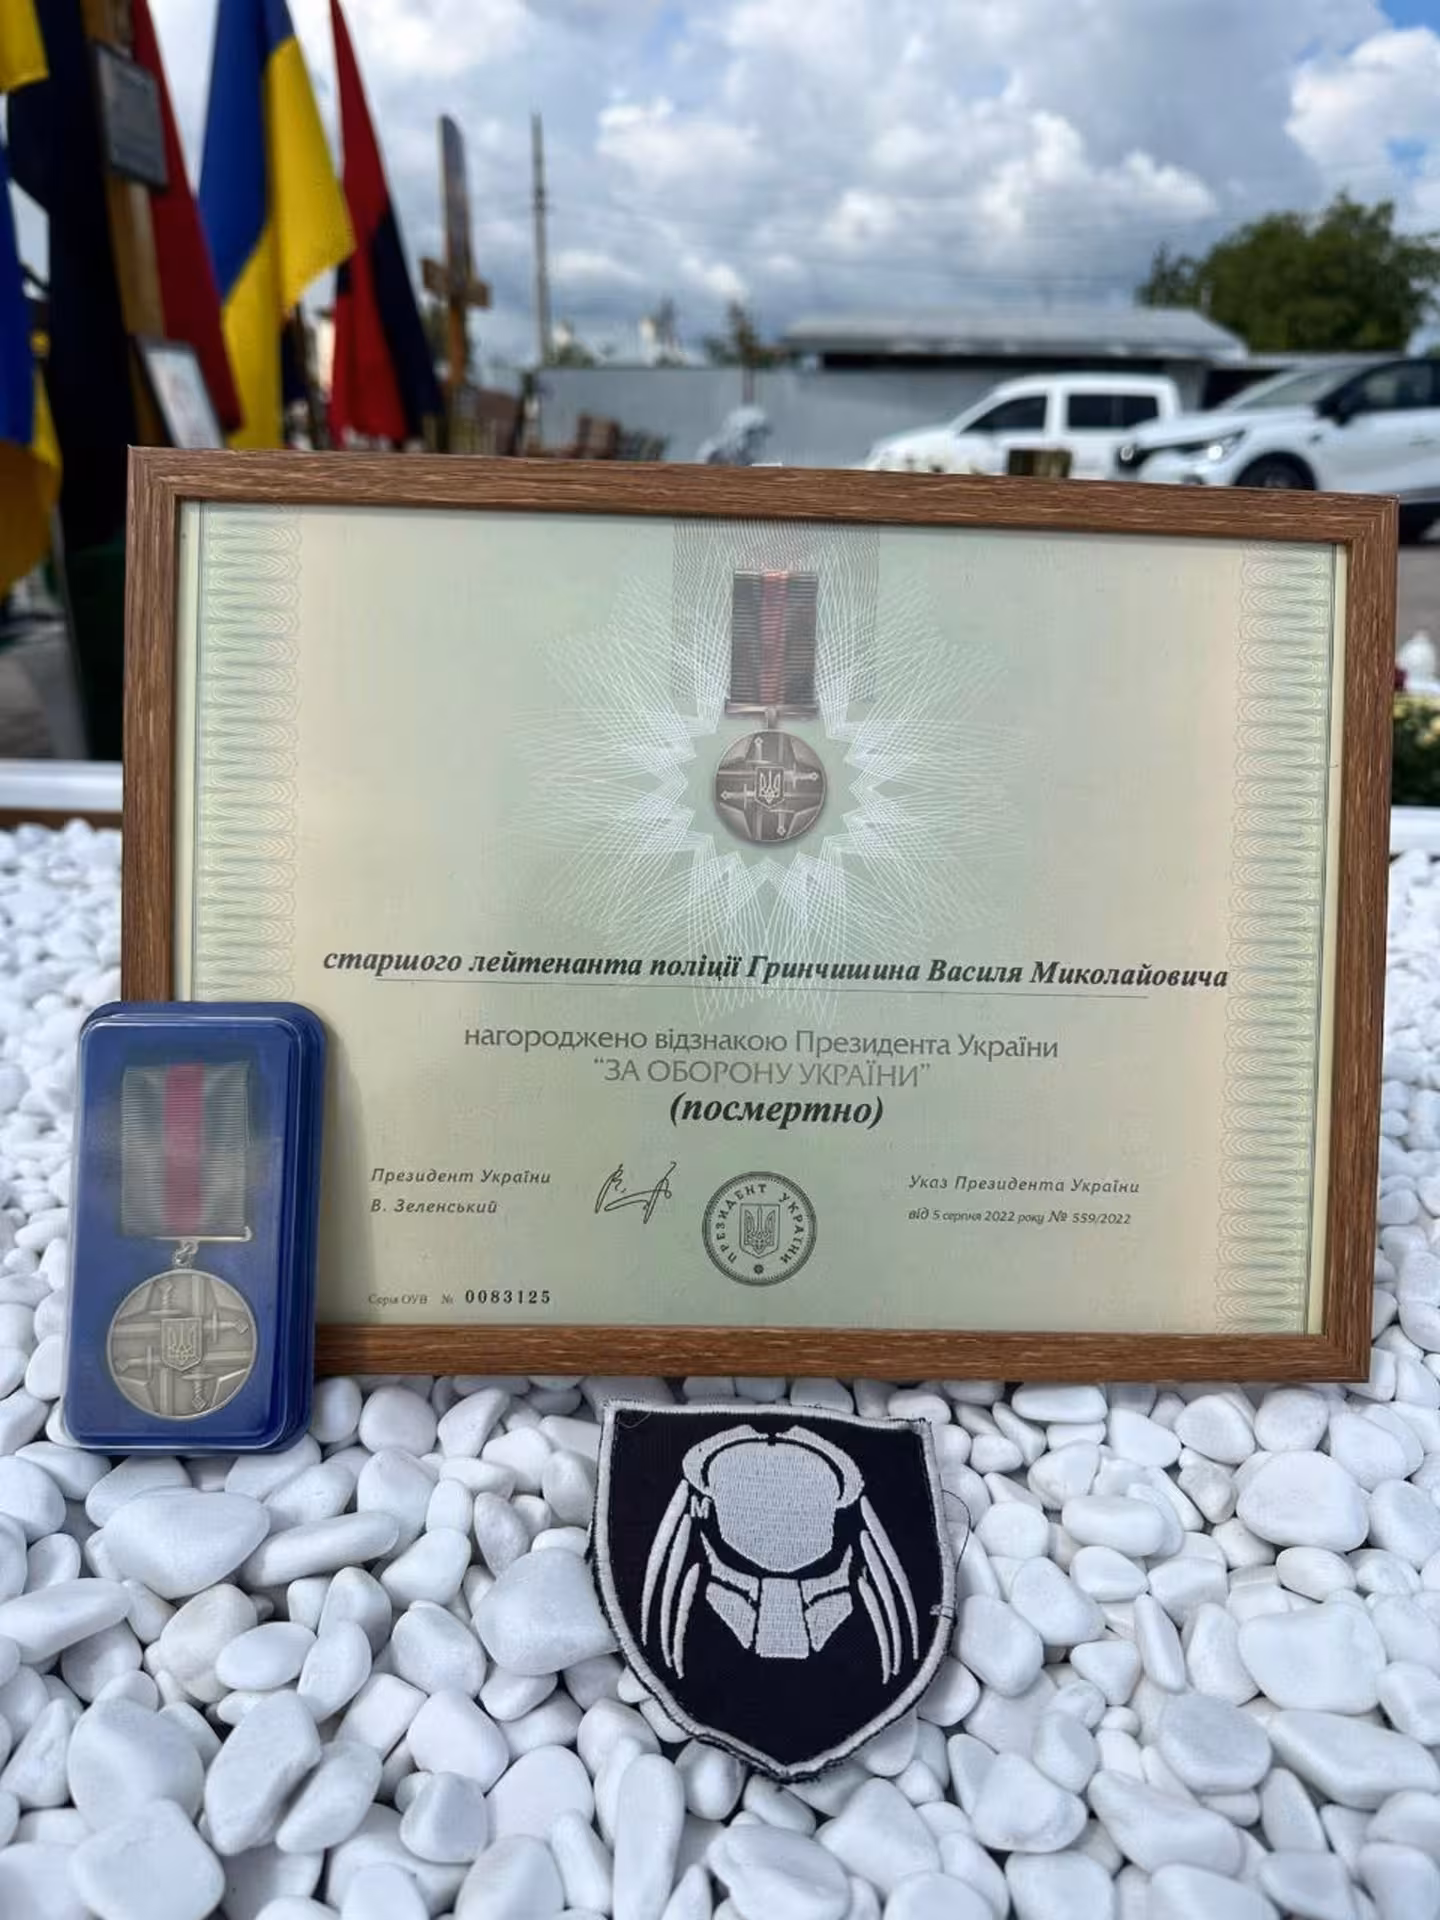 старшого лейтенанта поліції Гринчишина Василя Миколайовича
нагороджено відзнакою Президента України
"ЗА ОБОРОНУ УКРАЇНИ"
(посмертно)
Президент України
В. Зеленський
ПРЕЗИДЕНТ УКРАЇНИ
Указ Президента України
від 5 серпня 2022 року № 559/2022
Серія ОУВ № 0083125
М